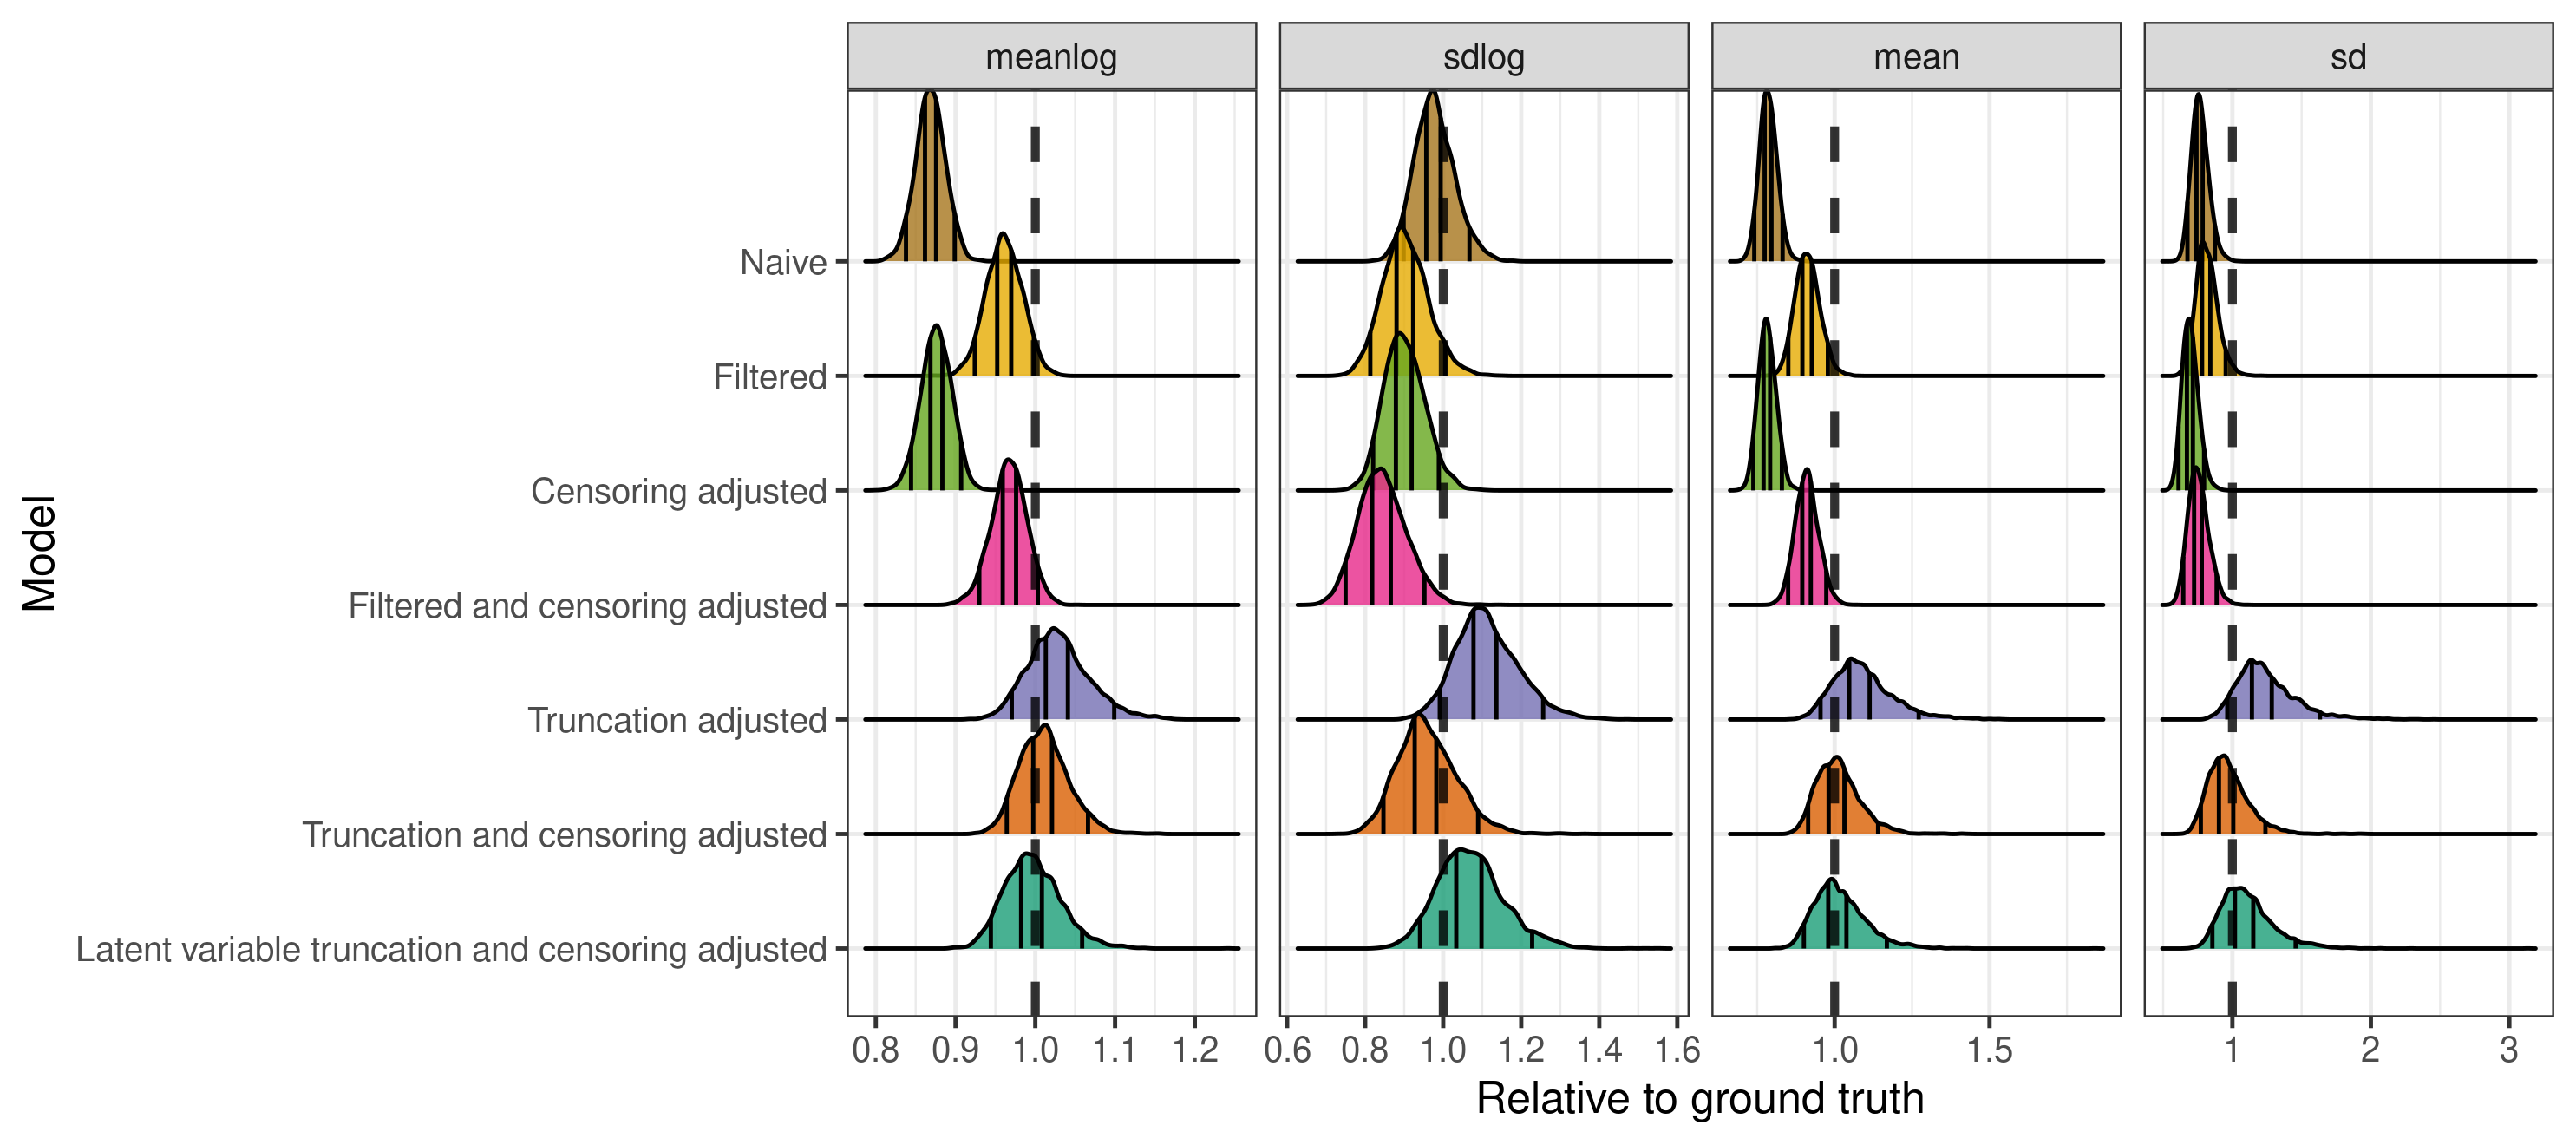 meanlog
sdlog
mean
sd
Model
Naive
Filtered
Censoring adjusted
Filtered and censoring adjusted
Truncation adjusted
Truncation and censoring adjusted
Latent variable truncation and censoring adjusted
0.8 0.9 1.0 1.1 1.2
0.6 0.8 1.0 1.2 1.4 1.6
1.0 1.5
1 2 3
Relative to ground truth